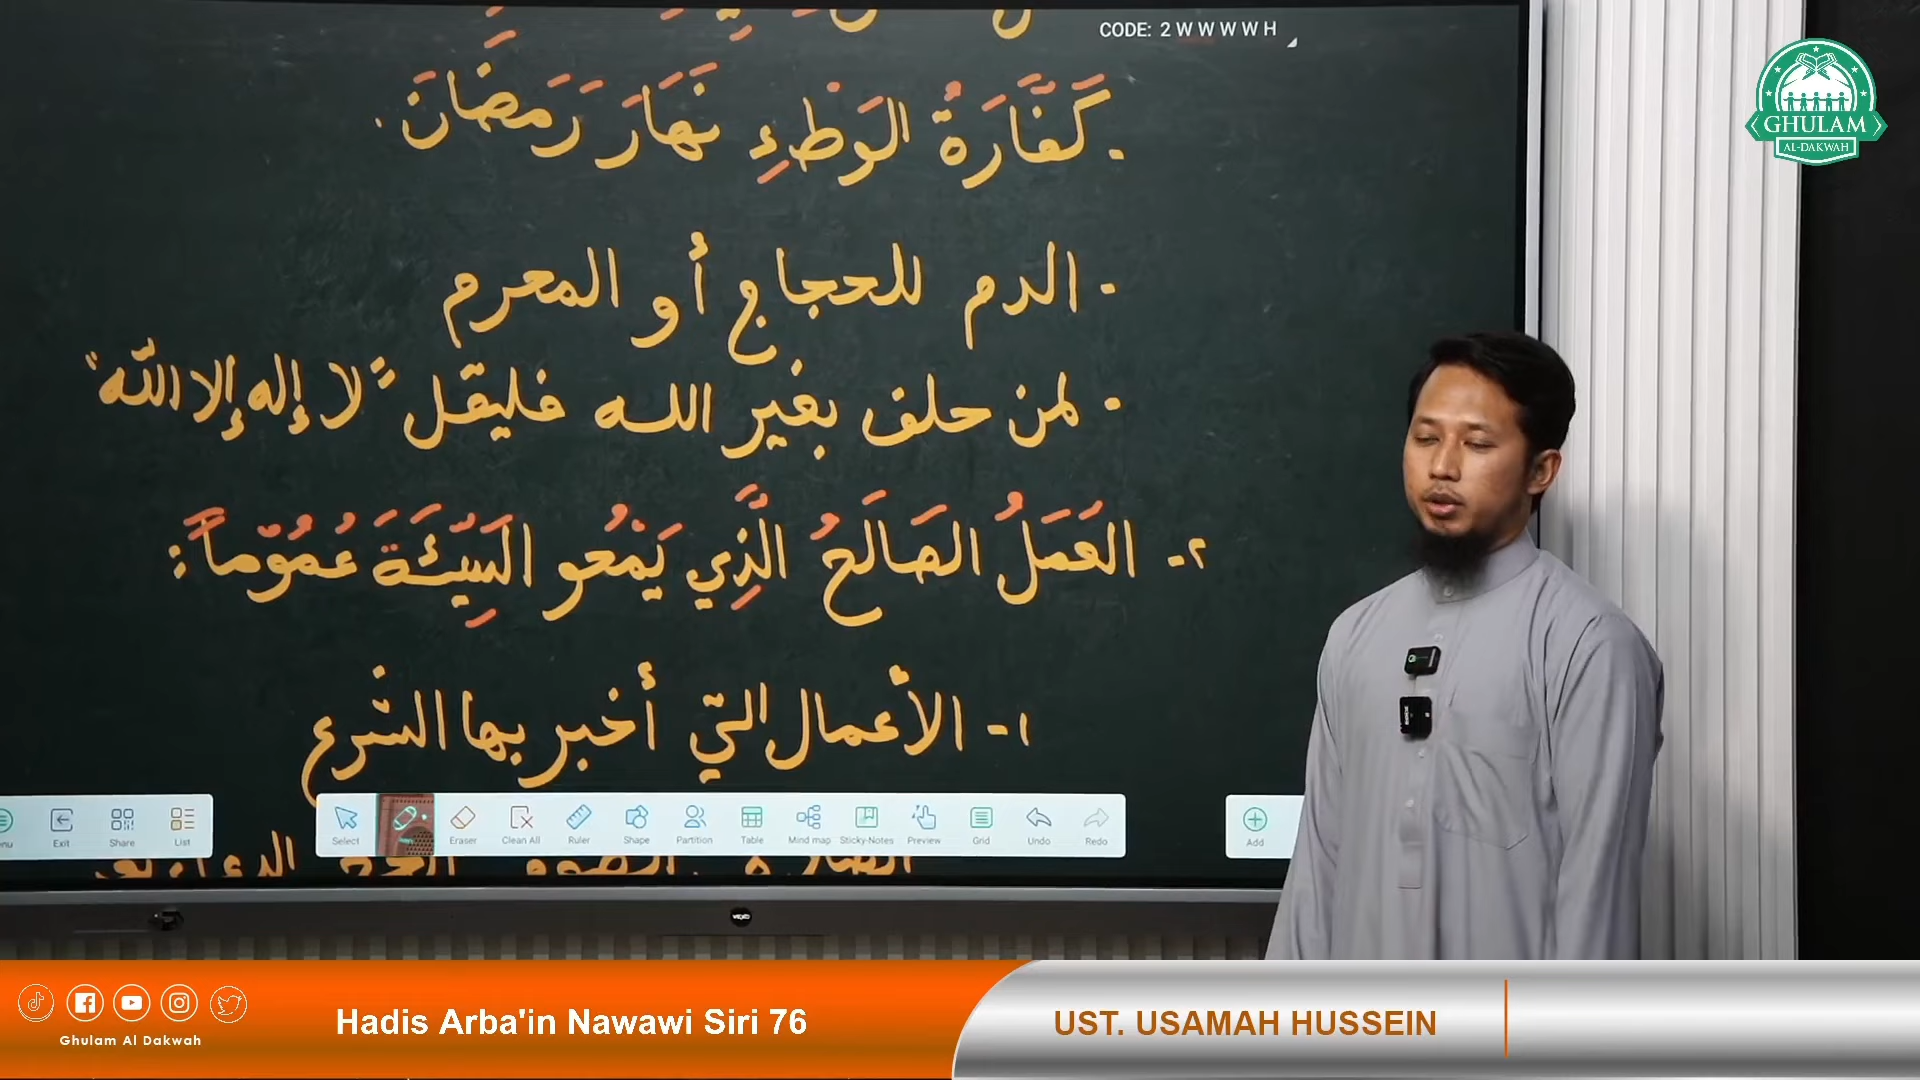 CODE: 2WWWWH
GHULAM
AL-DAKWAH
. كَفَّارَةُ الوَطْءِ نَهَارَ رَمَضَانَ.
. الدم للحجاج أو المحرم
. لمن حلف بغير الله فليقل "لا إله إلا الله"
٢- العَمَلُ الصَالَحُ الَّذِي يَمْحُو السَيِّئَةَ عُمُوْماً:
١- الأعمال التي أخبر بها الشرع
Exit
Share
List
Select
Eraser
Clean All
Ruler
Shape
Partition
Table
Mind map
Sticky-Notes
Preview
Grid
Undo
Redo
Add
Ghulam Al Dakwah
Hadis Arba'in Nawawi Siri 76
UST. USAMAH HUSSEIN